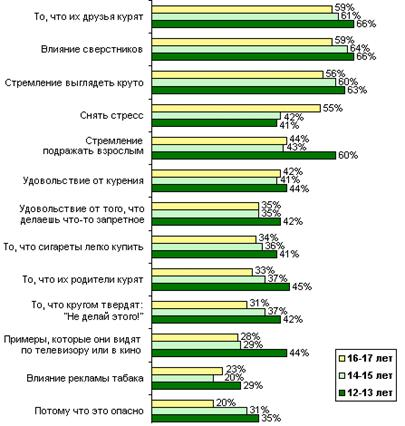 То, что их друзья курят
59%
61%
66%
Влияние сверстников
59%
64%
66%
Стремление выглядеть круто
56%
60%
63%
Снять стресс
55%
42%
41%
Стремление
подражать взрослым
44%
43%
60%
Удовольствие от курения
42%
41%
44%
Удовольствие от того, что
делаешь что-то запретное
35%
35%
42%
То, что сигареты легко купить
34%
36%
41%
То, что их родители курят
33%
37%
45%
То, что кругом твердят:
"Не делай этого!"
31%
37%
42%
Примеры, которые они видят
по телевизору или в кино
28%
29%
44%
Влияние рекламы табака
23%
20%
29%
Потому что это опасно
20%
31%
35%
16-17 лет
14-15 лет
12-13 лет